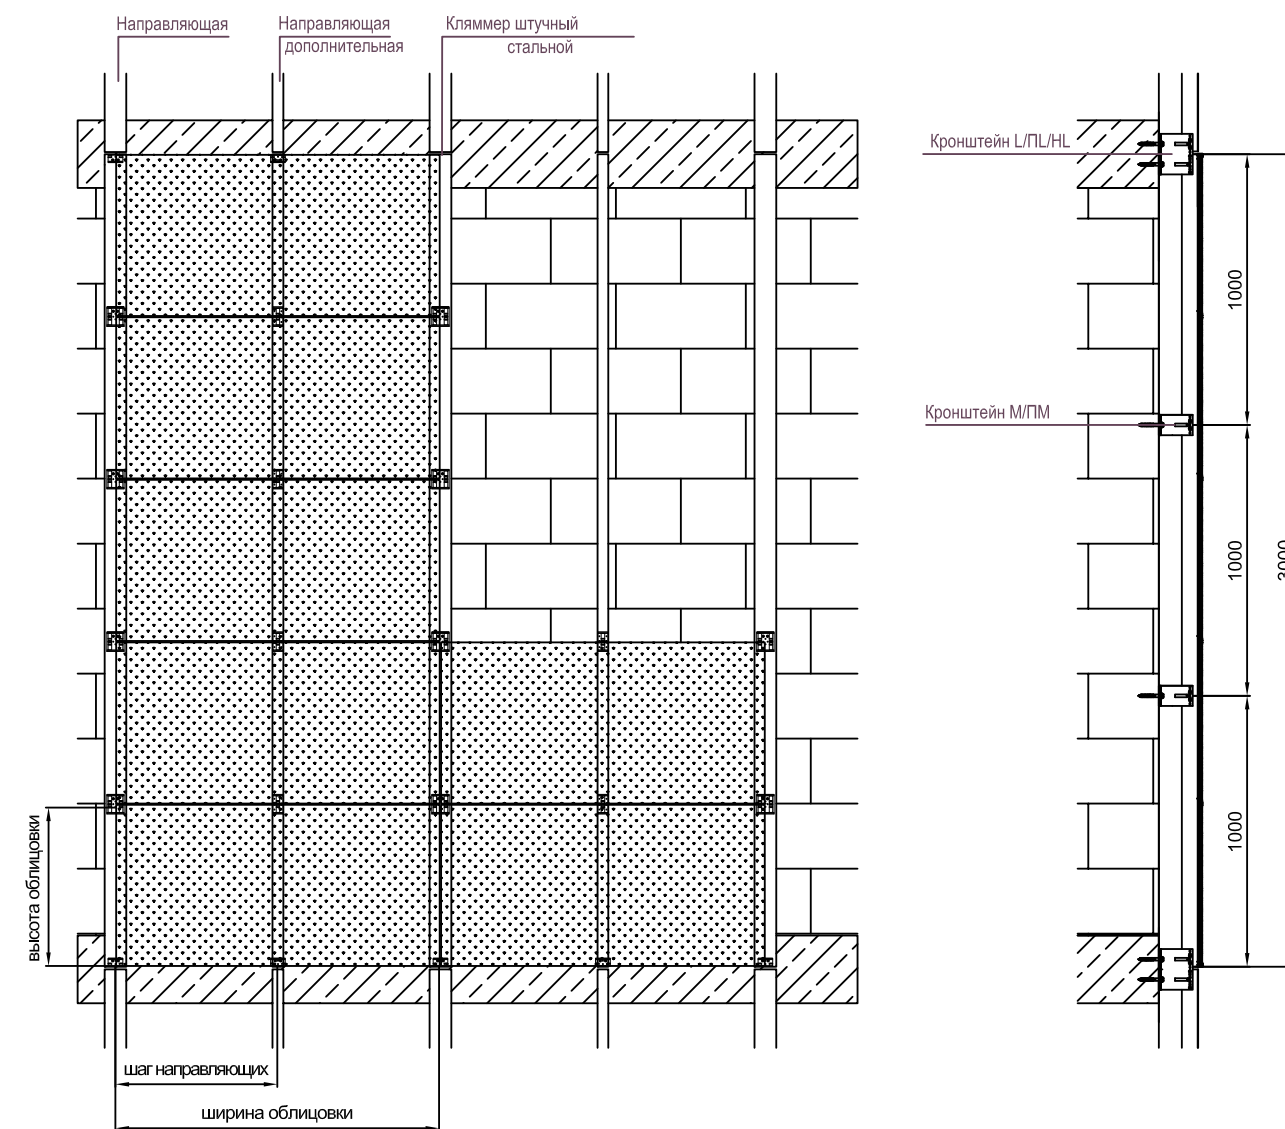 Направляющая
Направляющая
дополнительная
Кляммер штучный
стальной
Кронштейн L/ПL/HL
Кронштейн М/ПМ
1000
1000
3000
1000
высота облицовки
шаг направляющих
ширина облицовки